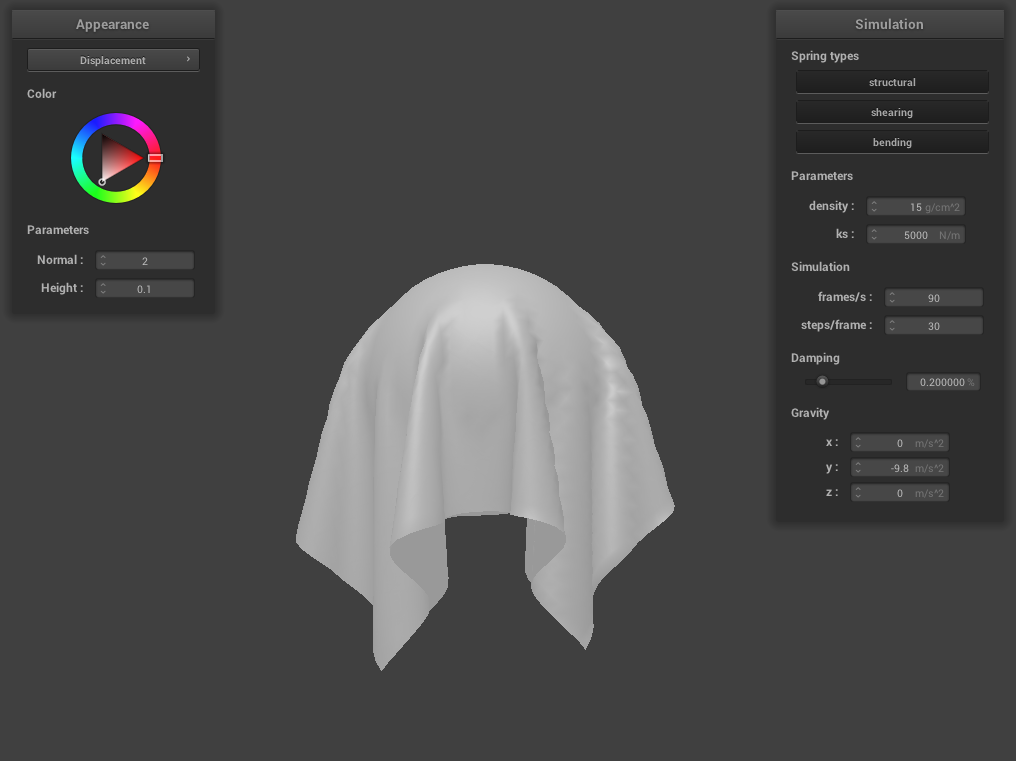 Appearance
Displacement
Color
Parameters
Normal : 2
Height : 0.1
Simulation
Spring types
structural
shearing
bending
Parameters
density : 15 g/cm^2
ks : 5000 N/m
Simulation
frames/s : 90
steps/frame : 30
Damping
0.200000 %
Gravity
x : 0 m/s^2
y : -9.8 m/s^2
z : 0 m/s^2